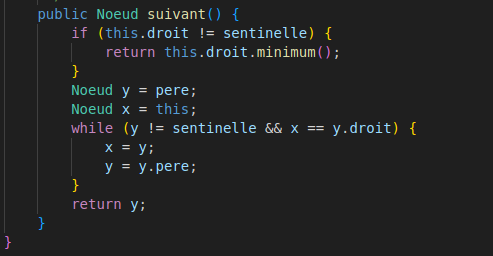 public Noeud suivant() {
if (this.droit != sentinelle) {
return this.droit.minimum();
}
Noeud y = pere;
Noeud x = this;
while (y != sentinelle && x == y.droit) {
x = y;
y = y.pere;
}
return y;
}
}